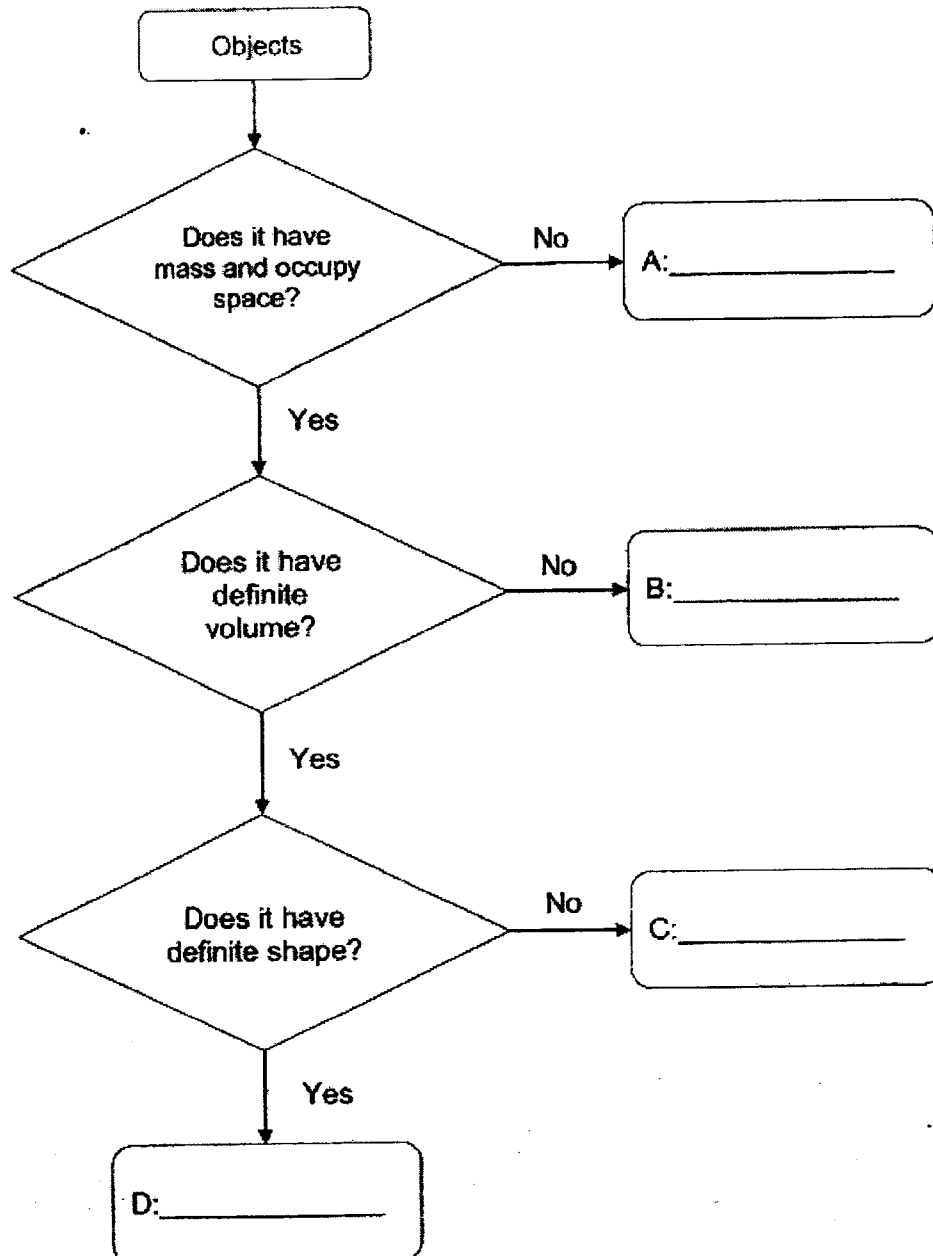 Objects
Does it have
mass and occupy
space?
No
A:
Yes
Does it have
definite
volume?
No
B:
Yes
Does it have
definite shape?
No
C:
Yes
D: